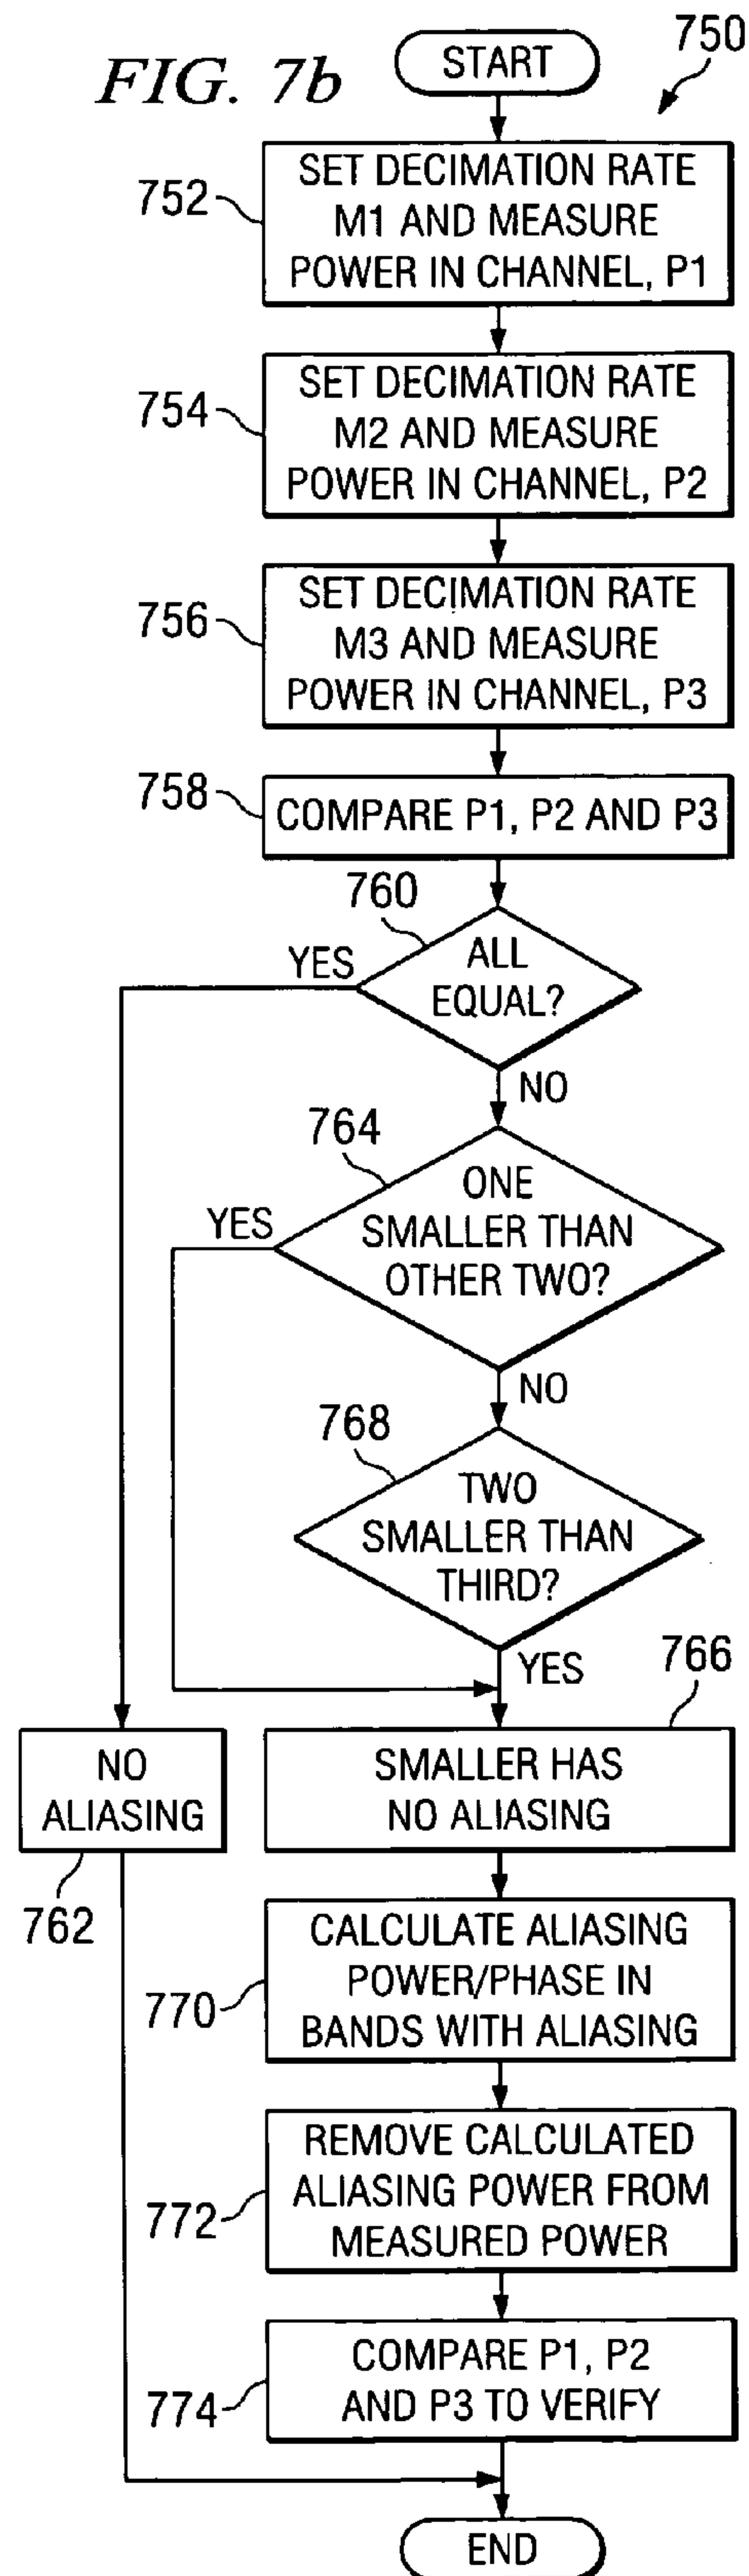 FIG. 7b
START
750
752
SET DECIMATION RATE
M1 AND MEASURE
POWER IN CHANNEL, P1
754
SET DECIMATION RATE
M2 AND MEASURE
POWER IN CHANNEL, P2
756
SET DECIMATION RATE
M3 AND MEASURE
POWER IN CHANNEL, P3
758
COMPARE P1, P2 AND P3
760
YES
ALL
EQUAL?
NO
764
YES
ONE
SMALLER THAN
OTHER TWO?
NO
768
TWO
SMALLER THAN
THIRD?
YES
766
NO
ALIASING
762
SMALLER HAS
NO ALIASING
770
CALCULATE ALIASING
POWER/PHASE IN
BANDS WITH ALIASING
772
REMOVE CALCULATED
ALIASING POWER FROM
MEASURED POWER
774
COMPARE P1, P2
AND P3 TO VERIFY
END